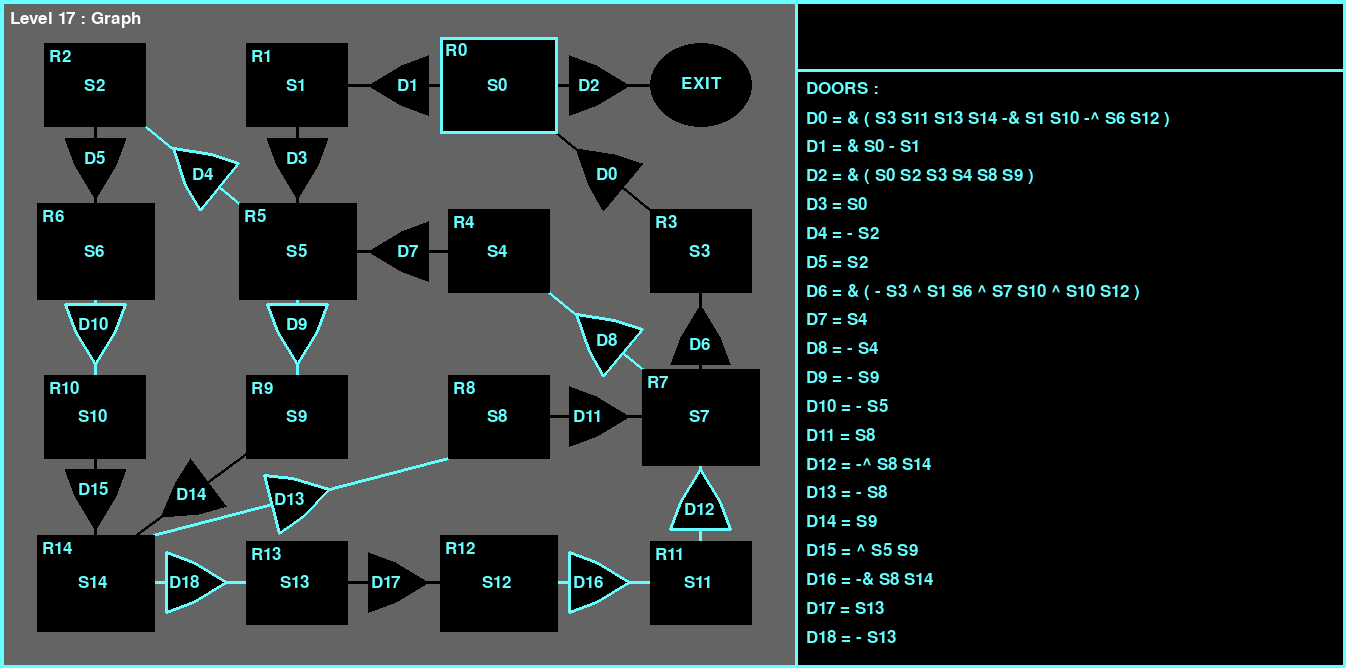 Level 17 : Graph
R2 S2
R1 S1
D1
R0 S0
D2
EXIT
D5
D4
D3
D0
R6 S6
R5 S5
D7
R4 S4
R3 S3
D10
D9
D8
D6
R10 S10
R9 S9
R8 S8
D11
R7 S7
D15
D14
D13
D12
R14 S14
D18
R13 S13
D17
R12 S12
D16
R11 S11
DOORS :
D0 = & ( S3 S11 S13 S14 -& S1 S10 -^ S6 S12 )
D1 = & S0 - S1
D2 = & ( S0 S2 S3 S4 S8 S9 )
D3 = S0
D4 = - S2
D5 = S2
D6 = & ( - S3 ^ S1 S6 ^ S7 S10 ^ S10 S12 )
D7 = S4
D8 = - S4
D9 = - S9
D10 = - S5
D11 = S8
D12 = -^ S8 S14
D13 = - S8
D14 = S9
D15 = ^ S5 S9
D16 = -& S8 S14
D17 = S13
D18 = - S13